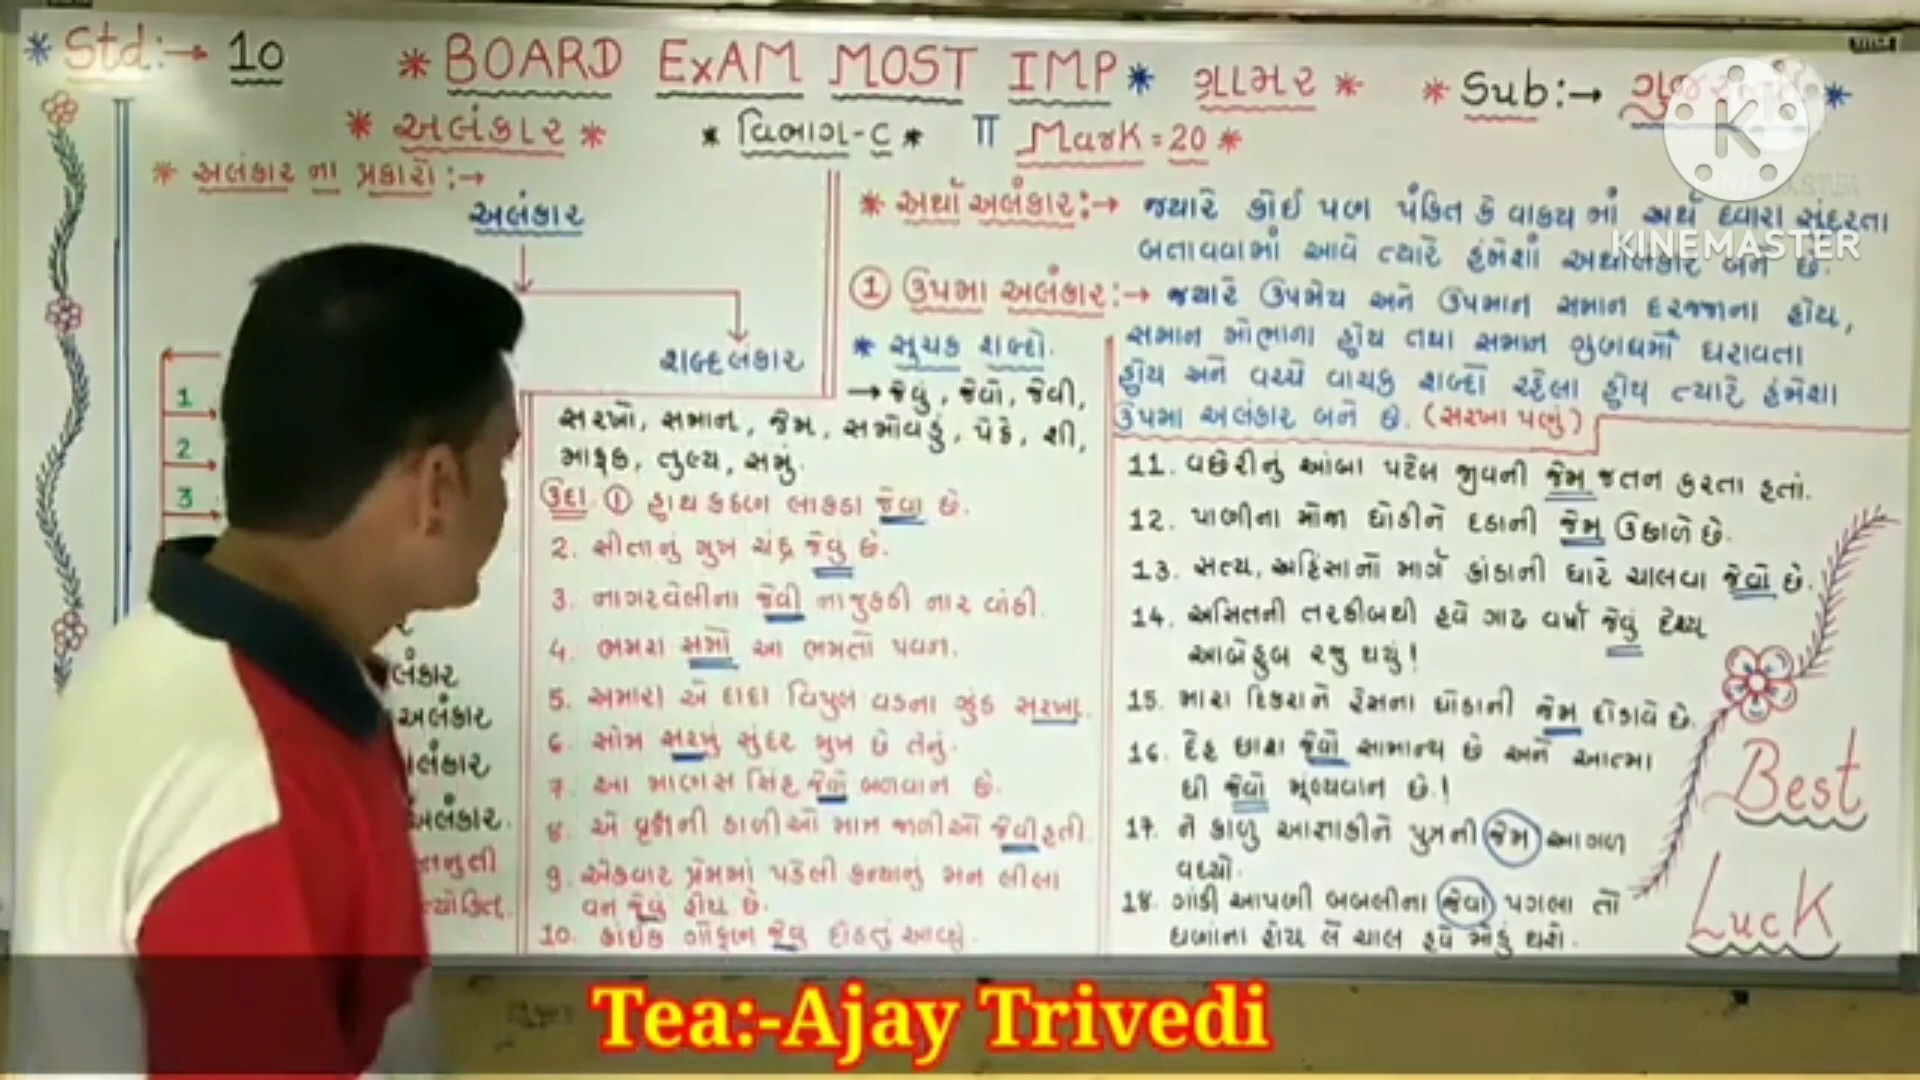 * Std:→ 10
* BOARD ExAM MOST IMP *
ગ્રામર *
* Sub:→
* અલંકાર *
* વિભાગ-C *
Mark = 20 *
* અલંકાર ના પ્રકારો :→
અલંકાર
શબ્દલંકાર
1
2
3
લંકાર
અલંકાર
લંકાર
અલંકાર.
* અર્થા અલંકાર :→ જ્યારે કોઈ પણ પંકિત કે વાક્ય માં અર્થ દ્વારા સુંદરતા
બતાવવામાં આવે ત્યારે હંમેશાં અર્થાલંકાર બને છે.
① ઉપમા અલંકાર :→ જ્યારે ઉપમેય અને ઉપમાન સમાન દરજ્જાના હોય,
સમાન મોભાના હોય તથા સમાન ગુણધર્મો ધરાવતા
હોય અને વચ્ચે વાચક શબ્દો રહેલા હોય ત્યારે હંમેશા
ઉપમા અલંકાર બને છે. (સરખા પણું)
* સૂચક શબ્દો.
→ જેવું, જેવો, જેવી,
સરખો, સમાન, જેમ, સમોવડું, પેઠે, શી,
માફક, તુલ્ય, સમું.
ઉદા. ① હાથ કઠણ લાકડા જેવા છે.
2. સીતાનું મુખ ચંદ્ર જેવું છે.
3. નાગરવેલીના જેવી નાજુકડી નાર વાંકી.
4. ભમરા સમો આ ભમતો પવન.
5. અમારા એ દાદા વિપુલ વડના ઝુંડ સરખા.
6. સોમ સરખું સુંદર મુખ છે તેનું.
7. આ માણસ સિંહ જેવો બળવાન છે.
8. એ વૃક્ષની ડાળીઓ મામ જાળીઓ જેવી હતી.
9. એકવાર પ્રેમમાં પડેલી કન્યાનું મન લીલા
વન જેવું હોય છે.
10. કોઈક ગોકુળ જેવુ દોડતું આવ્યું.
11. વછેરીનું આંબા પટેલ જીવની જેમ જતન કરતા હતાં.
12. પાણીના મોજા ઘોડીને દડાની જેમ ઉછાળે છે.
13. સત્ય, અહિંસાનો માર્ગ ખાંડાની ધારે ચાલવા જેવો છે.
14. અમિતની તરકીબથી હવે ગાઢ વર્ષા જેવું દ્રશ્ય
આબેહુબ રજુ થયું!
15. મારા દિકરાને રેસના ઘોડાની જેમ દોડાવે છે.
16. દેહ છાશ જેવો સામાન્ય છે અને આત્મા
ઘી જેવો મૂલ્યવાન છે.!
17. ને કાળુ આજ્ઞાંકીત પુત્રની જેમ આગળ
વધ્યો.
18. ગાંડી આપણી બબલીના જેવા પગલા તો
ઘણાંના હોય લે ચાલ હવે મોડું થશે.
Best
Luck
K
KINEMASTER
Tea:-Ajay Trivedi